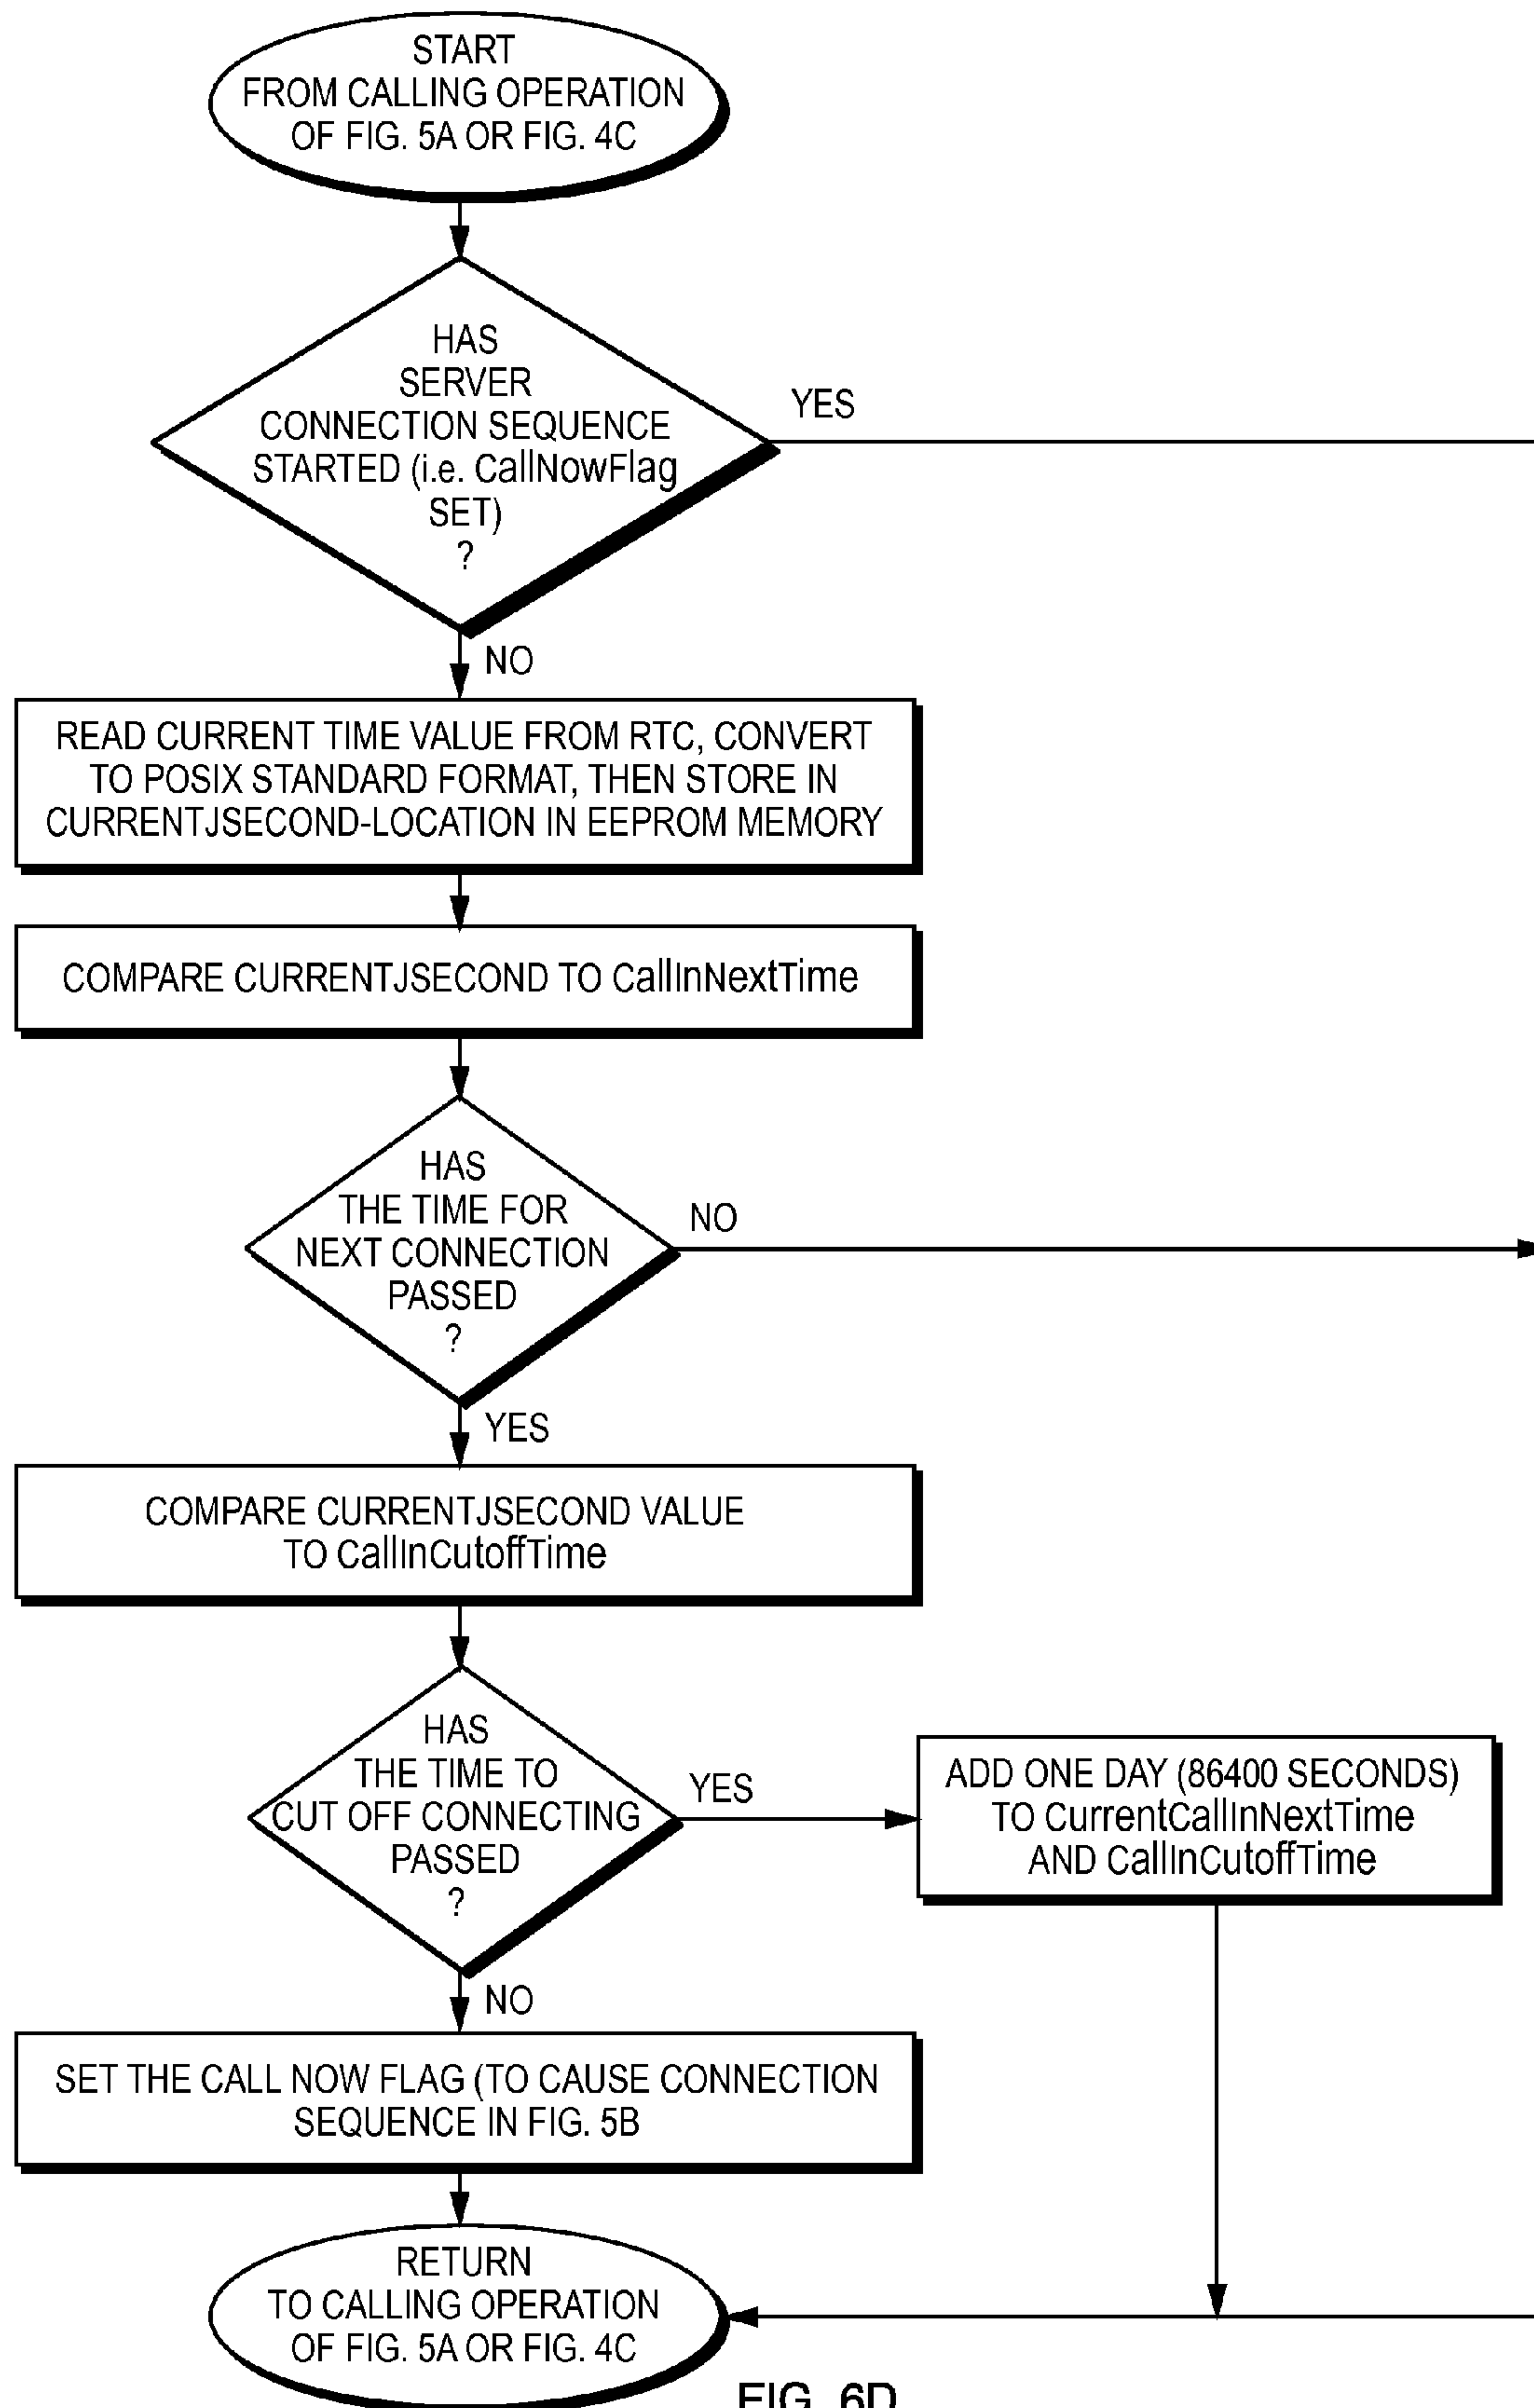 START
FROM CALLING OPERATION
OF FIG. 5A OR FIG. 4C
HAS
SERVER
CONNECTION SEQUENCE
STARTED (i.e. CallNowFlag
SET)
?
YES
NO
READ CURRENT TIME VALUE FROM RTC, CONVERT
TO POSIX STANDARD FORMAT, THEN STORE IN
CURRENTJSECOND-LOCATION IN EEPROM MEMORY
COMPARE CURRENTJSECOND TO CallInNextTime
HAS
THE TIME FOR
NEXT CONNECTION
PASSED
?
NO
YES
COMPARE CURRENTJSECOND VALUE
TO CallInCutoffTime
HAS
THE TIME TO
CUT OFF CONNECTING
PASSED
?
YES
ADD ONE DAY (86400 SECONDS)
TO CurrentCallInNextTime
AND CallInCutoffTime
NO
SET THE CALL NOW FLAG (TO CAUSE CONNECTION
SEQUENCE IN FIG. 5B
RETURN
TO CALLING OPERATION
OF FIG. 5A OR FIG. 4C
FIG. 6D